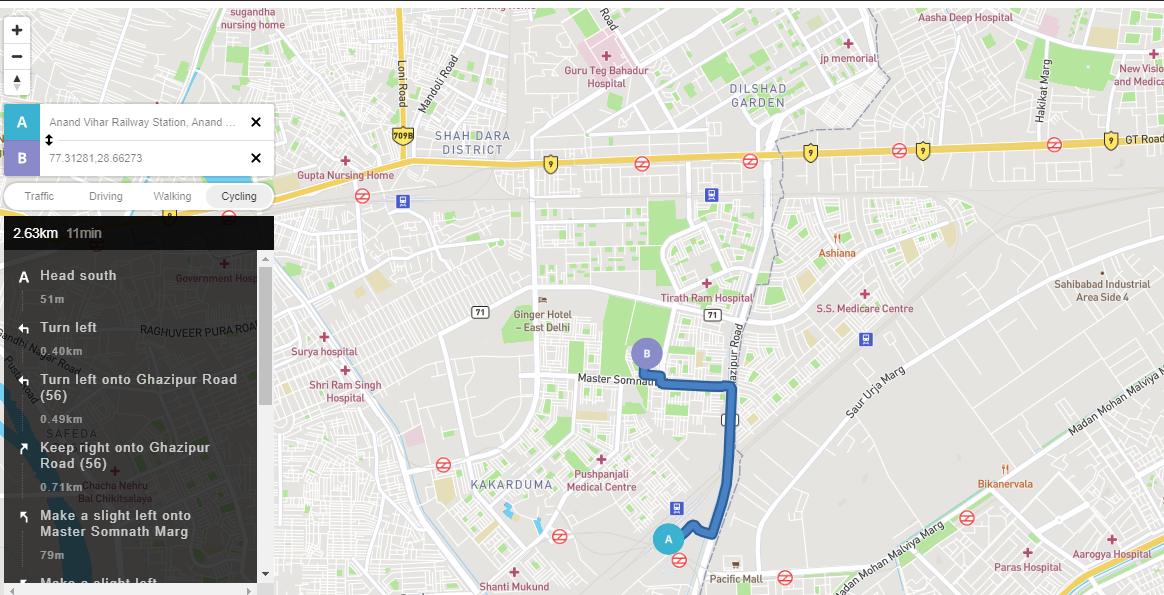 sugandha
nursing home
Road
Aasha Deep Hospital
+
−
Loni Road
Mandoli Road
Guru Teg Bahadur
Hospital
jp memorial
New Visio
and Medica
DILSHAD
GARDEN
Hakikat Marg
A
Anand Vihar Railway Station, Anand ...
B
77.31281,28.66273
709B
SHAH DARA
DISTRICT
9
9
9
9
GT Road
Gupta Nursing Home
Traffic
Driving
Walking
Cycling
2.63km 11min
A Head south
51m
Turn left
0.40km
Turn left onto Ghazipur Road
(56)
0.49km
Keep right onto Ghazipur
Road (56)
0.71km
Make a slight left onto
Master Somnath Marg
79m
Make a slight left
Government Hosp
RAGHUVEER PURA ROA
Gandhi Nagar Road
SAFEDA
Chacha Nehru
Bal Chikitsalaya
Ashiana
Tirath Ram Hospital
S.S. Medicare Centre
Sahibabad Industrial
Area Side 4
71
71
Ginger Hotel
– East Delhi
Surya hospital
Shri Ram Singh
Hospital
B
Master Somnath
Ghazipur Road
Saur Urja Marg
Madan Mohan Malviya M
Pushpanjali
Medical Centre
KAKARDUMA
Bikanervala
A
Madan Mohan Malviya Marg
Aarogya Hospital
Paras Hospital
Pacific Mall
Shanti Mukund